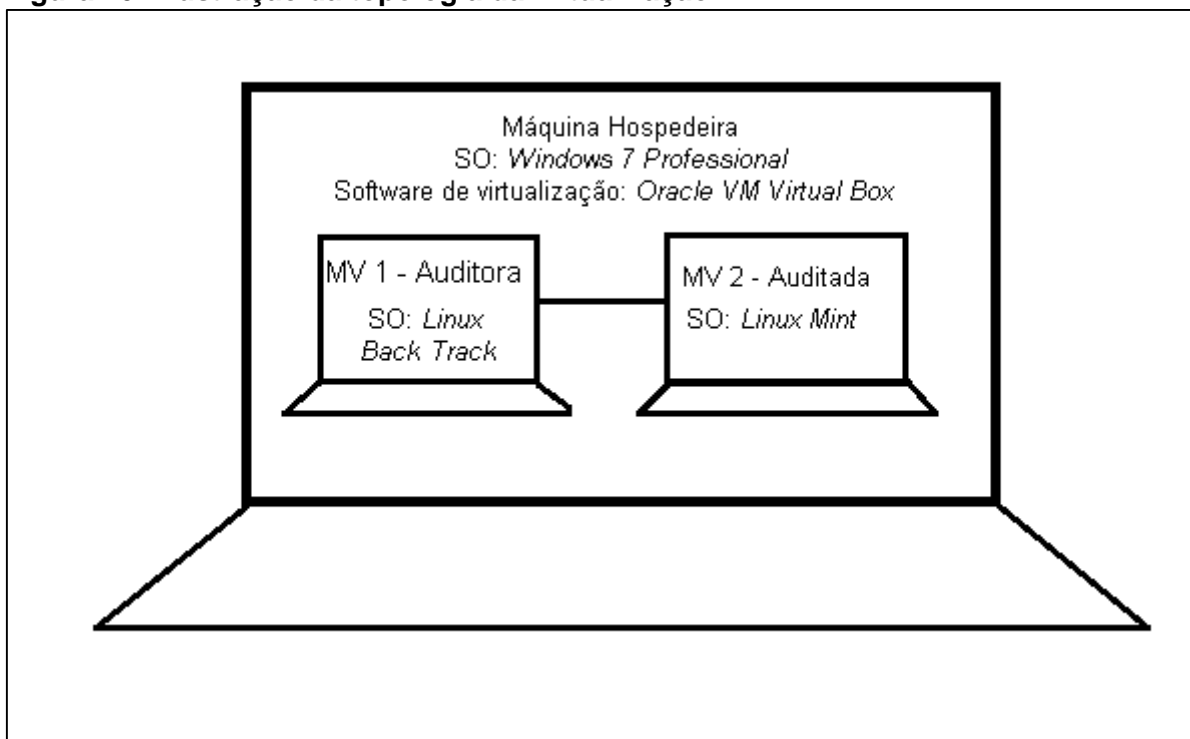 Máquina Hospedeira
SO: Windows 7 Professional
Software de virtualização: Oracle VM Virtual Box
MV 1 - Auditora
SO: Linux
Back Track
MV 2 - Auditada
SO: Linux Mint